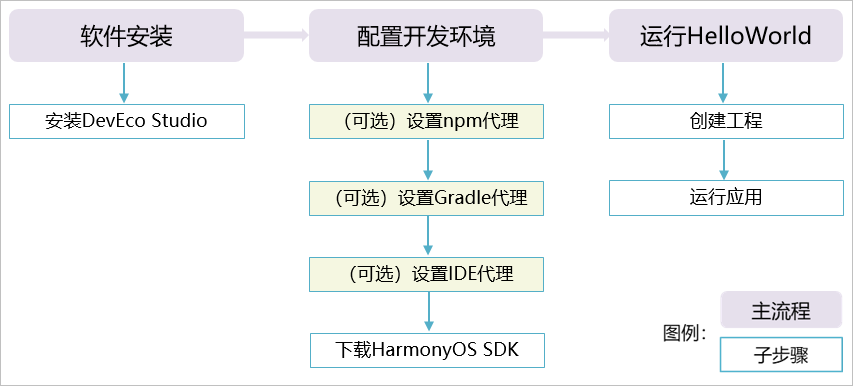 软件安装
配置开发环境
运行HelloWorld
安装DevEco Studio
（可选）设置npm代理
创建工程
（可选）设置Gradle代理
运行应用
（可选）设置IDE代理
下载HarmonyOS SDK
图例：
主流程
子步骤